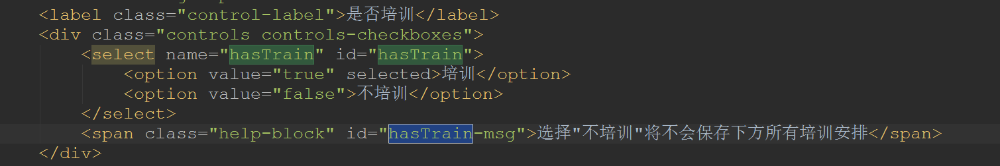 <label class="control-label">是否培训</label>
<div class="controls controls-checkboxes">
<select name="hasTrain" id="hasTrain">
<option value="true" selected>培训</option>
<option value="false">不培训</option>
</select>
<span class="help-block" id="hasTrain-msg">选择"不培训"将不会保存下方所有培训安排</span>
</div>